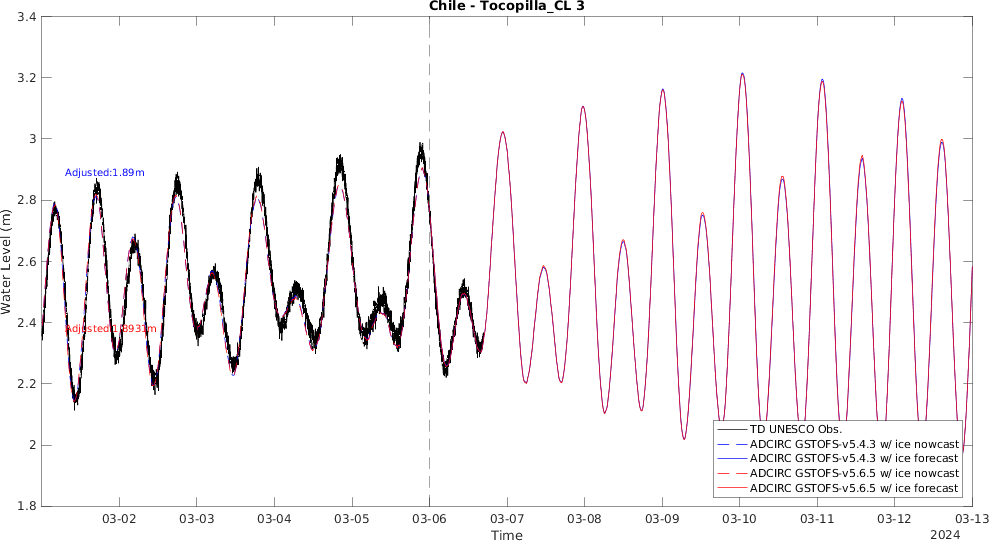 Chile - Tocopilla_CL 3
3.4
3.2
3
2.8
2.6
2.4
2.2
2
1.8
Water Level (m)
Adjusted:1.89m
Adjusted:1.8931m
TD UNESCO Obs.
ADCIRC GSTOFS-v5.4.3 w/ ice nowcast
ADCIRC GSTOFS-v5.4.3 w/ ice forecast
ADCIRC GSTOFS-v5.6.5 w/ ice nowcast
ADCIRC GSTOFS-v5.6.5 w/ ice forecast
03-02 03-03 03-04 03-05 03-06 03-07 03-08 03-09 03-10 03-11 03-12 03-13
Time
2024